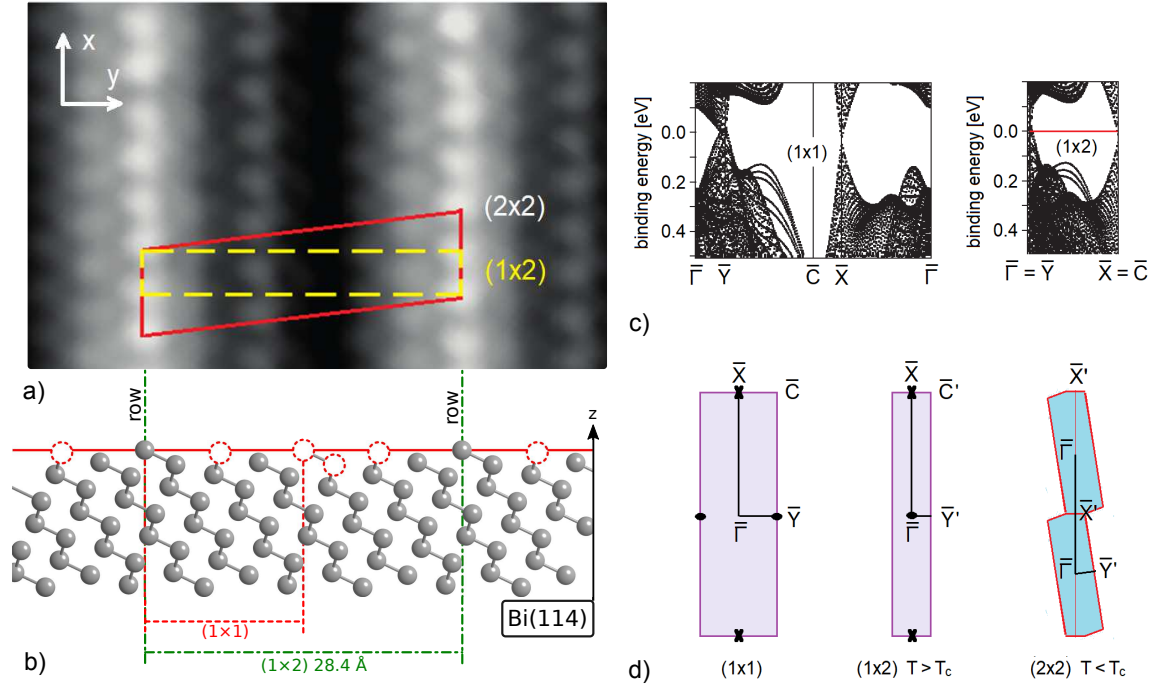 x
y
(2x2)
(1x2)
a)
row
row
z
(1×1)
(1×2) 28.4 Å
Bi(114)
b)
binding energy [eV]
0.0
0.2
0.4
(1x1)
Γ̅ Y̅ C̅ X̅ Γ̅
binding energy [eV]
0.0
0.2
0.4
(1x2)
Γ̅ = Y̅ X̅ = C̅
c)
X̅ C̅
Γ̅ Y̅
(1x1)
X̅ C̅'
Γ̅ Y̅'
(1x2) T > Tc
X̅'
Γ̅
X̅'
Γ̅ Y̅'
(2x2) T < Tc
d)